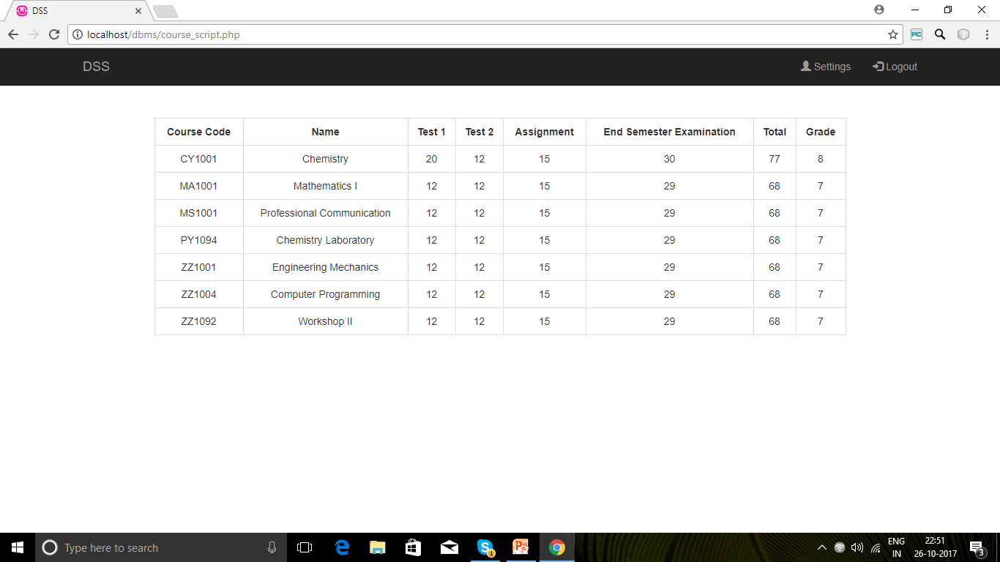 DSS
localhost/dbms/course_script.php
PC
DSS Settings Logout
Course Code Name Test 1 Test 2 Assignment End Semester Examination Total Grade
CY1001 Chemistry 20 12 15 30 77 8
MA1001 Mathematics I 12 12 15 29 68 7
MS1001 Professional Communication 12 12 15 29 68 7
PY1094 Chemistry Laboratory 12 12 15 29 68 7
ZZ1001 Engineering Mechanics 12 12 15 29 68 7
ZZ1004 Computer Programming 12 12 15 29 68 7
ZZ1092 Workshop II 12 12 15 29 68 7
Type here to search
1
ENG
IN
22:51
26-10-2017
3